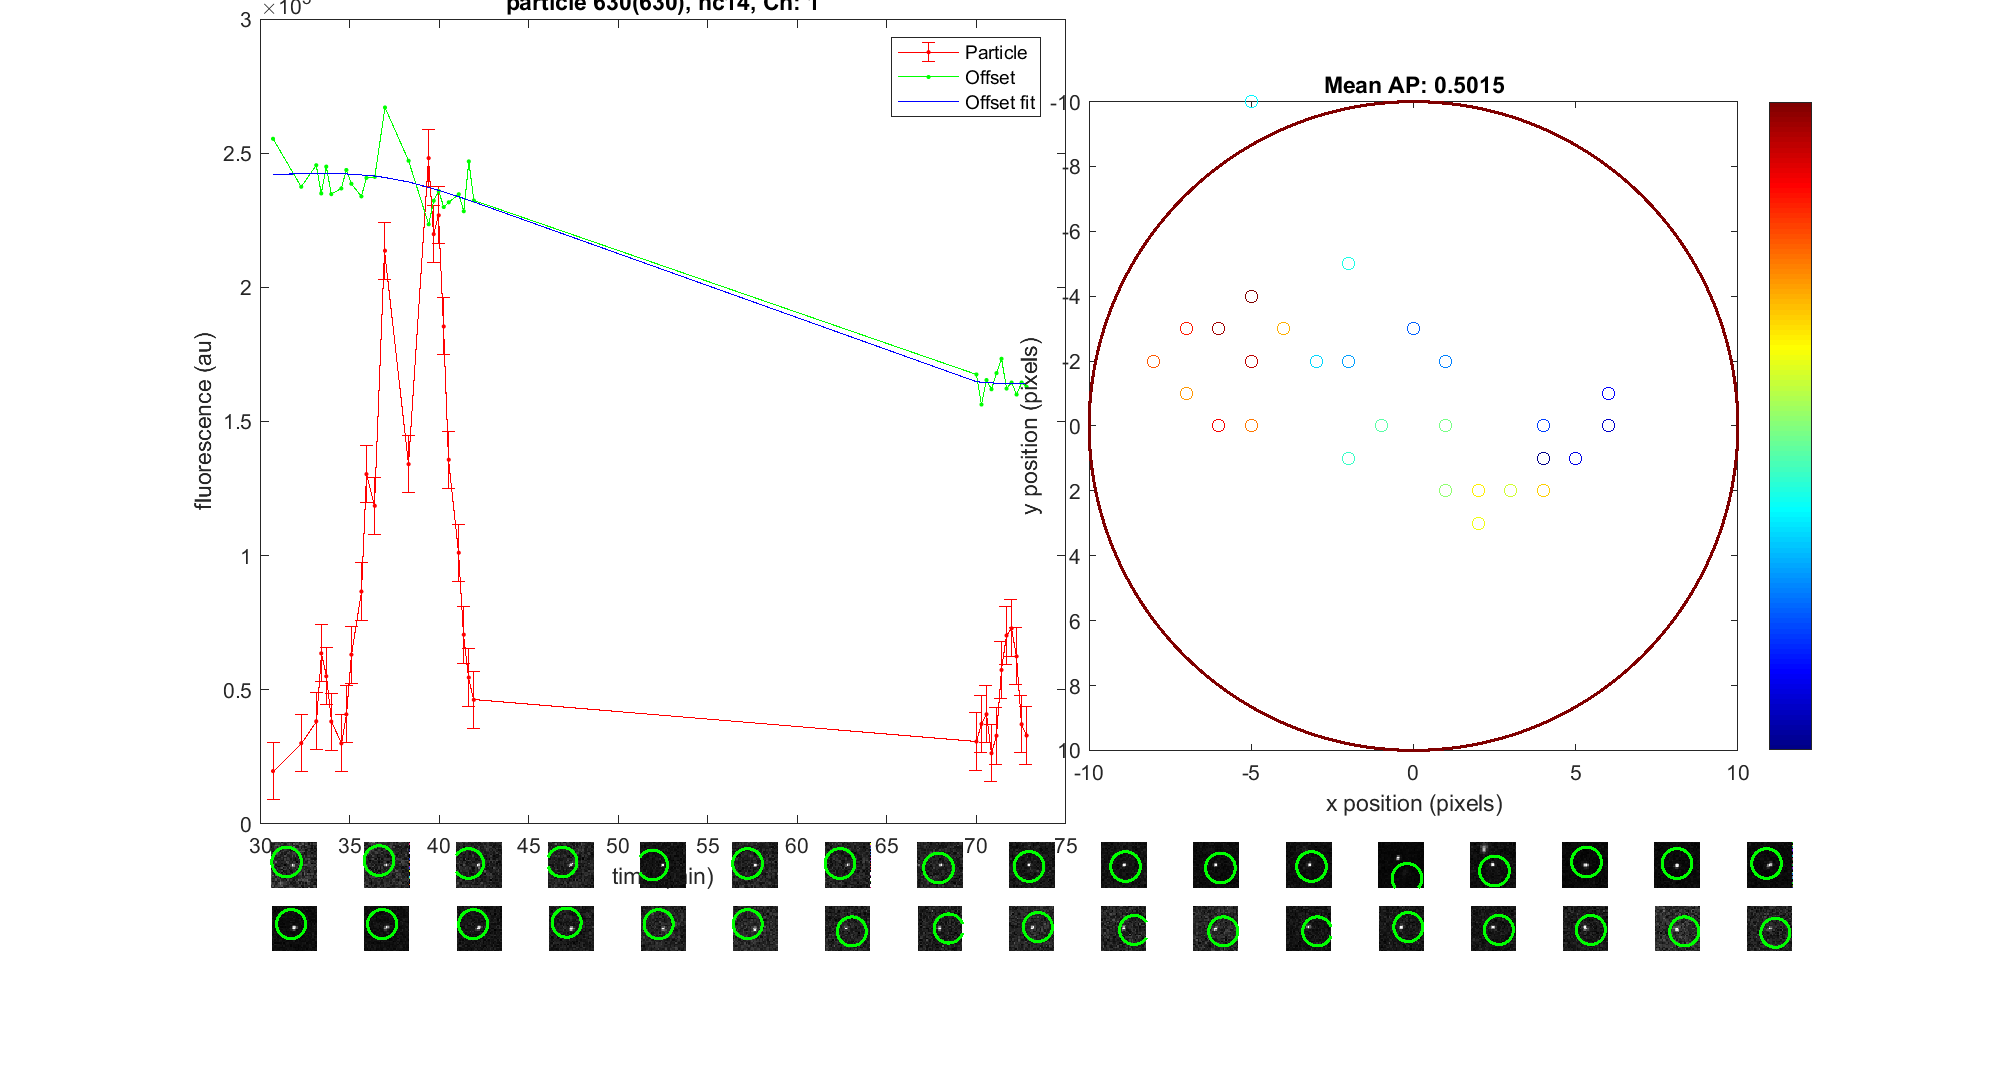 particle 630(630), nc14, Ch: 1
3
2.5
2
1.5
1
0.5
0
fluorescence (au)
30 35 40 45 50 55 60 65 70 75
Particle
Offset
Offset fit
Mean AP: 0.5015
-10
-8
-6
-4
-2
0
2
4
6
8
10
y position (pixels)
-10 -5 0 5 10
x position (pixels)